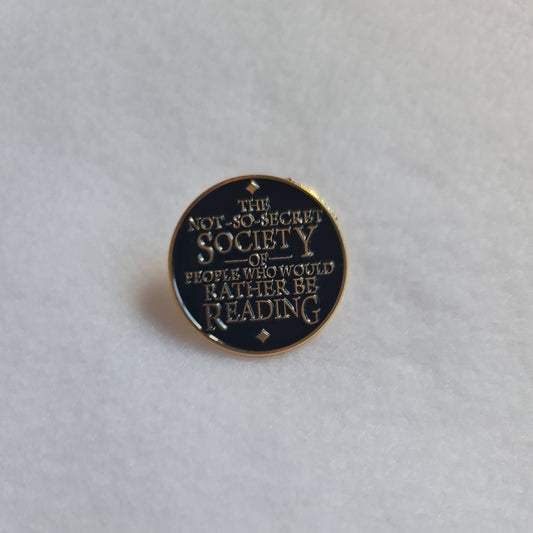 THE
NOT-SO-SECRET
SOCIETY
OF
PEOPLE WHO WOULD
RATHER BE
READING